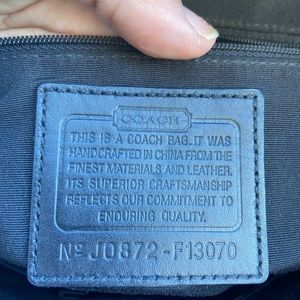 COACH
THIS IS A COACH BAG. IT WAS
HANDCRAFTED IN CHINA FROM THE
FINEST MATERIALS AND LEATHER.
ITS SUPERIOR CRAFTSMANSHIP
REFLECTS OUR COMMITMENT TO
ENDURING QUALITY.
Nº J0872-F13070